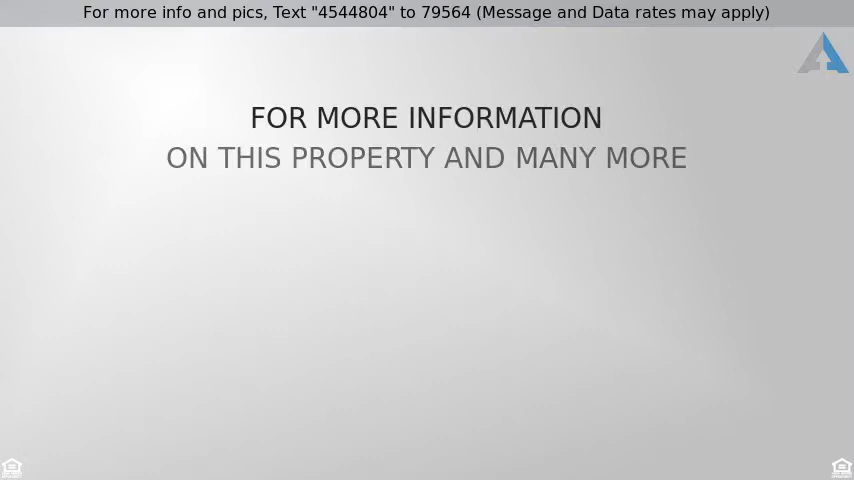 For more info and pics, Text "4544804" to 79564 (Message and Data rates may apply)
FOR MORE INFORMATION
ON THIS PROPERTY AND MANY MORE